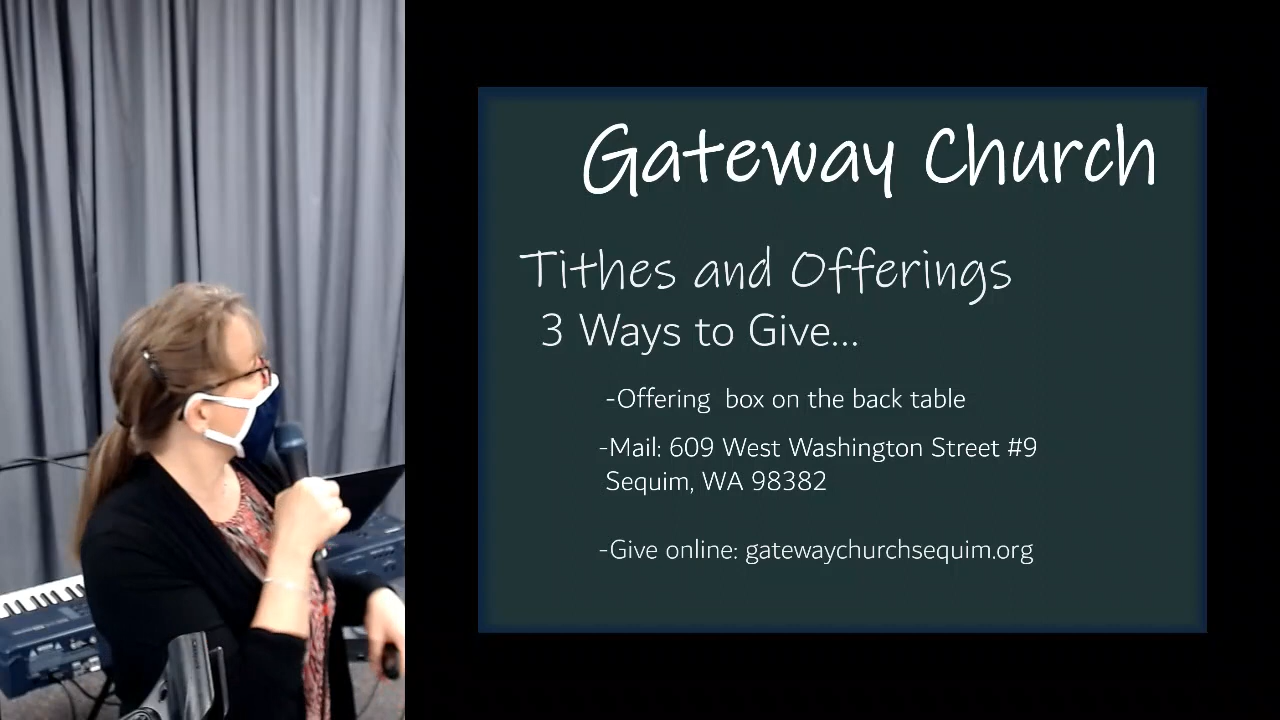 Gateway Church
Tithes and Offerings
3 Ways to Give...
-Offering  box on the back table
-Mail: 609 West Washington Street #9
Sequim, WA 98382
-Give online: gatewaychurchsequim.org